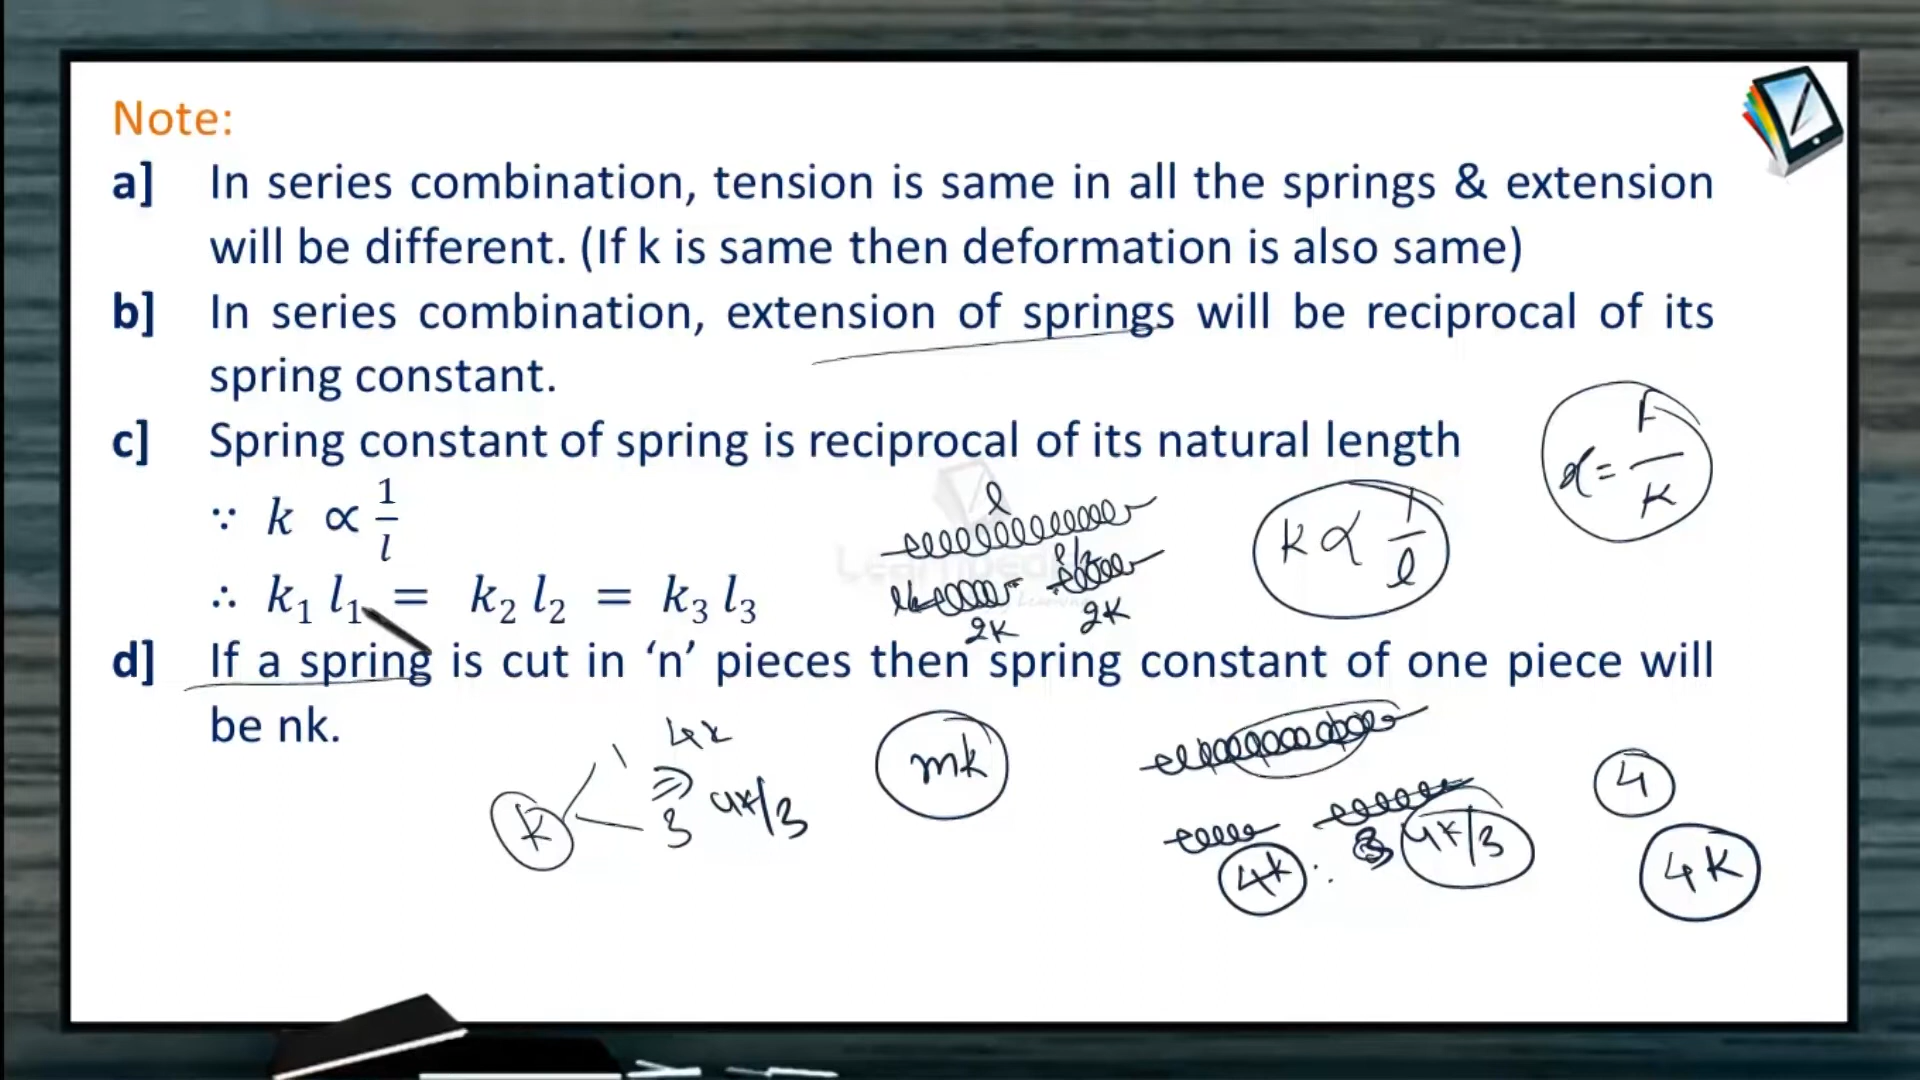 Note:
a] In series combination, tension is same in all the springs & extension
will be different. (If k is same then deformation is also same)
b] In series combination, extension of springs will be reciprocal of its
spring constant.
c] Spring constant of spring is reciprocal of its natural length
x = F/K
∵ k ∝ 1/l
l
k ∝ 1/l
∴ k₁ l₁ = k₂ l₂ = k₃ l₃
2K 2K
d] If a spring is cut in ‘n’ pieces then spring constant of one piece will
be nk.
mk
k
3 4k/3
4
4k : 3 4k/3
4K